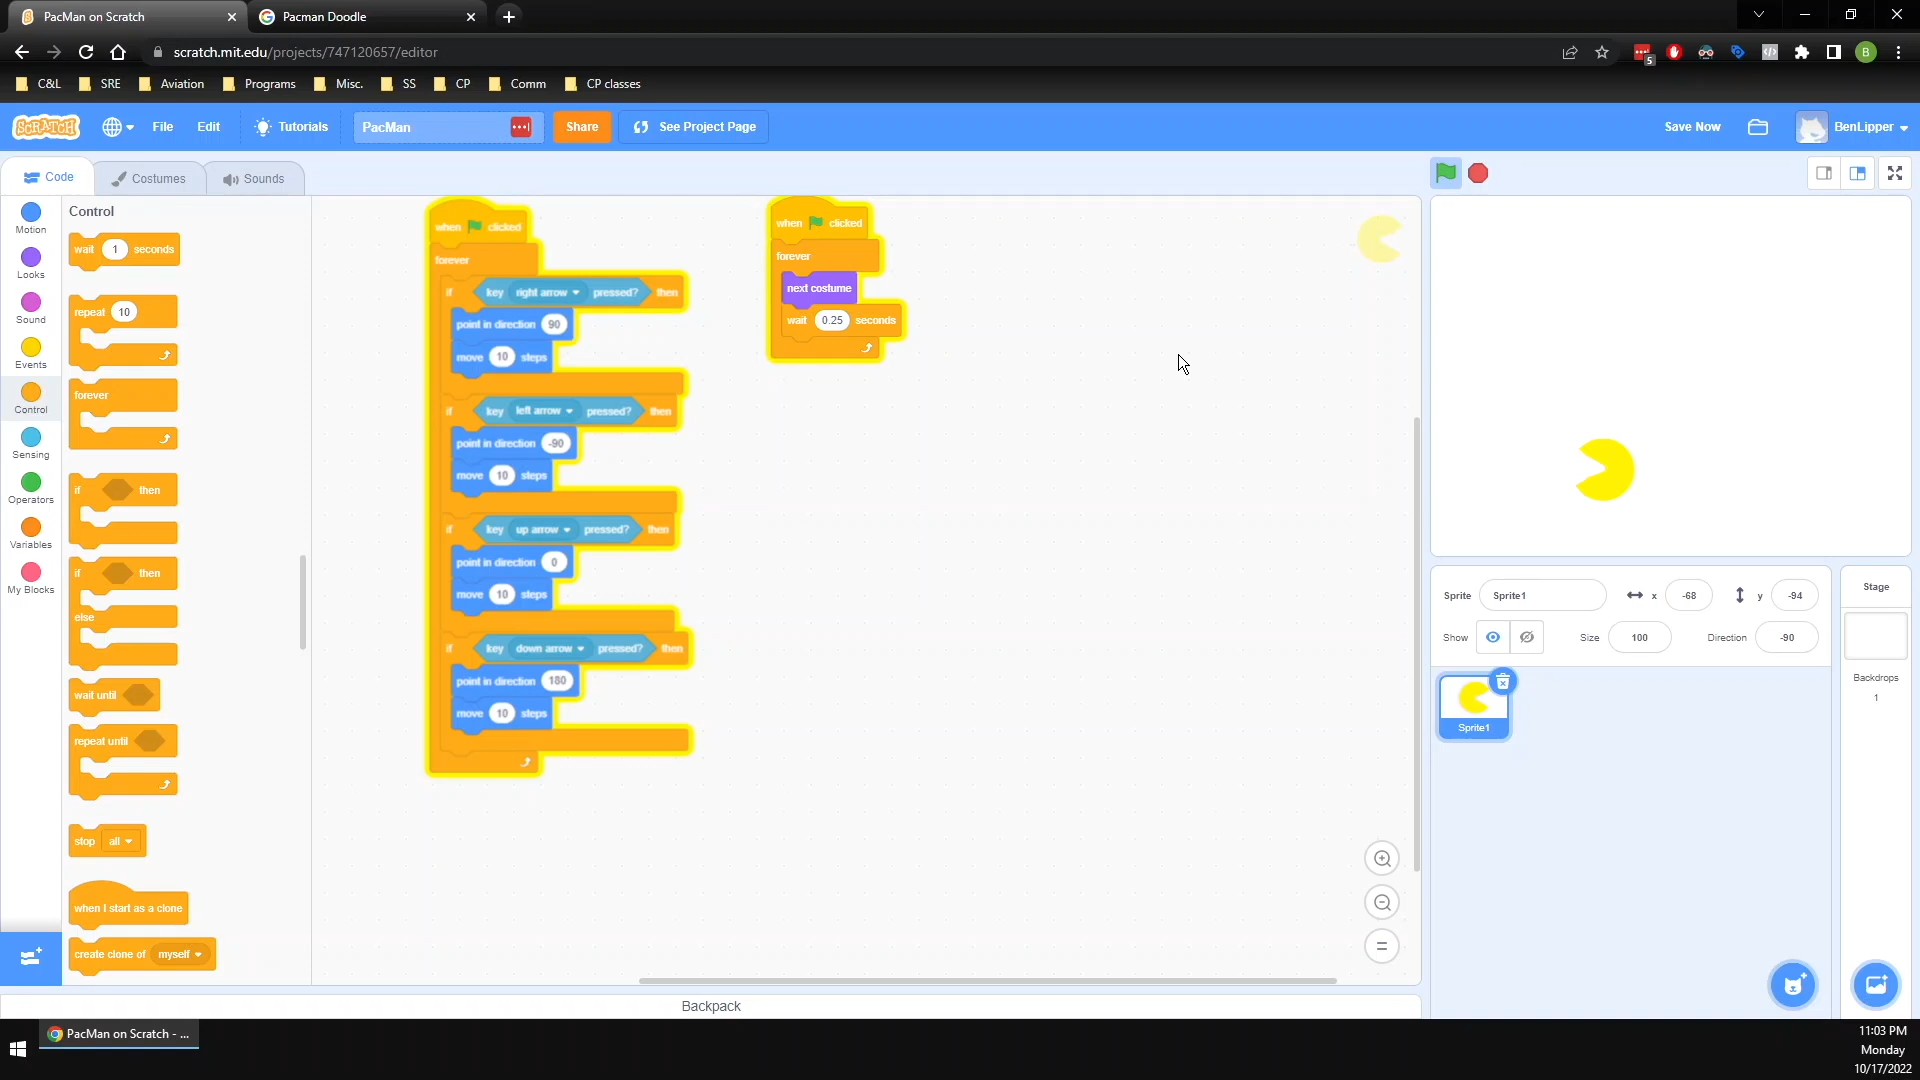 PacMan on Scratch
Pacman Doodle
scratch.mit.edu/projects/747120657/editor
5
B
C&L SRE Aviation Programs Misc. SS CP Comm CP classes
SCRATCH File Edit Tutorials PacMan Share See Project Page Save Now BenLipper
Code Costumes Sounds
Motion
Looks
Sound
Events
Control
Sensing
Operators
Variables
My Blocks
Control
wait 1 seconds
repeat 10
forever
if then
if then
else
wait until
repeat until
stop all
when I start as a clone
create clone of myself
when clicked
forever
if key right arrow pressed? then
point in direction 90
move 10 steps
if key left arrow pressed? then
point in direction -90
move 10 steps
if key up arrow pressed? then
point in direction 0
move 10 steps
if key down arrow pressed? then
point in direction 180
move 10 steps
when clicked
forever
next costume
wait 0.25 seconds
Sprite Sprite1 x -68 y -94
Show Size 100 Direction -90
Sprite1
Stage
Backdrops
1
Backpack
PacMan on Scratch - ...
11:03 PM
Monday
10/17/2022